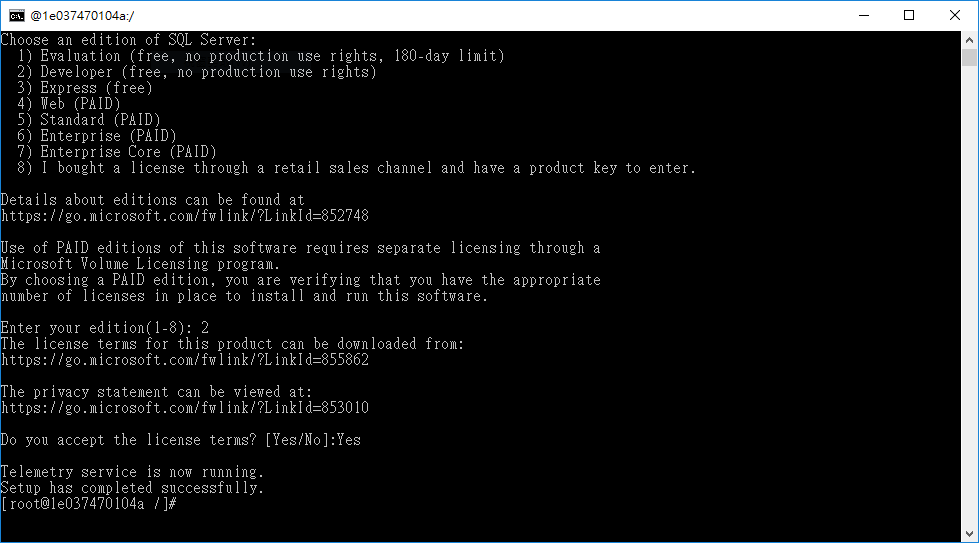 @1e037470104a:/
Choose an edition of SQL Server:
1) Evaluation (free, no production use rights, 180-day limit)
2) Developer (free, no production use rights)
3) Express (free)
4) Web (PAID)
5) Standard (PAID)
6) Enterprise (PAID)
7) Enterprise Core (PAID)
8) I bought a license through a retail sales channel and have a product key to enter.
Details about editions can be found at
https://go.microsoft.com/fwlink/?LinkId=852748
Use of PAID editions of this software requires separate licensing through a
Microsoft Volume Licensing program.
By choosing a PAID edition, you are verifying that you have the appropriate
number of licenses in place to install and run this software.
Enter your edition(1-8): 2
The license terms for this product can be downloaded from:
https://go.microsoft.com/fwlink/?LinkId=855862
The privacy statement can be viewed at:
https://go.microsoft.com/fwlink/?LinkId=853010
Do you accept the license terms? [Yes/No]:Yes
Telemetry service is now running.
Setup has completed successfully.
[root@1e037470104a /]#